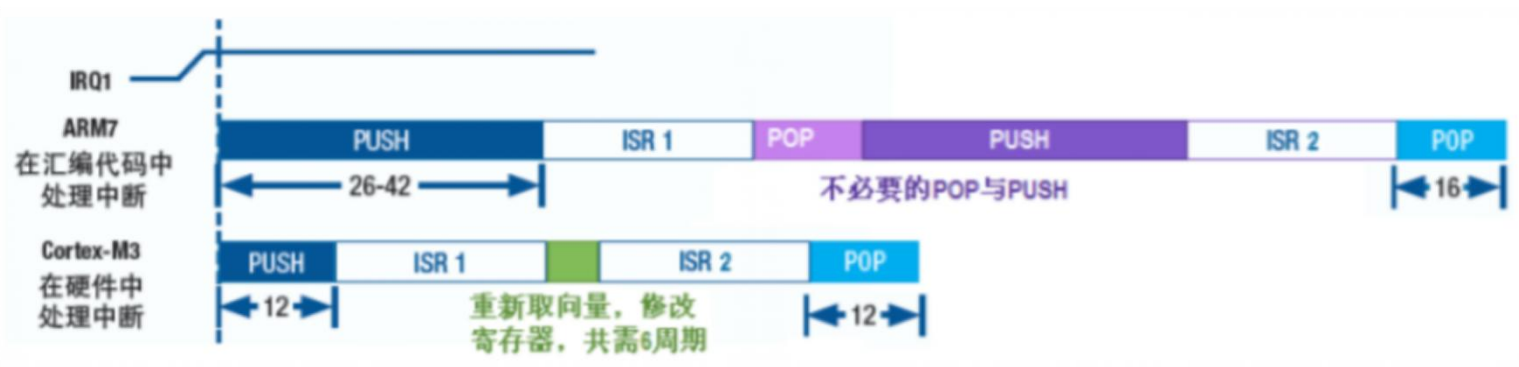 IRQ1
ARM7
在汇编代码中
处理中断
PUSH
ISR 1
POP
PUSH
ISR 2
POP
26-42
不必要的POP与PUSH
16
Cortex-M3
在硬件中
处理中断
PUSH
ISR 1
ISR 2
POP
12
重新取向量，修改
寄存器，共需6周期
12